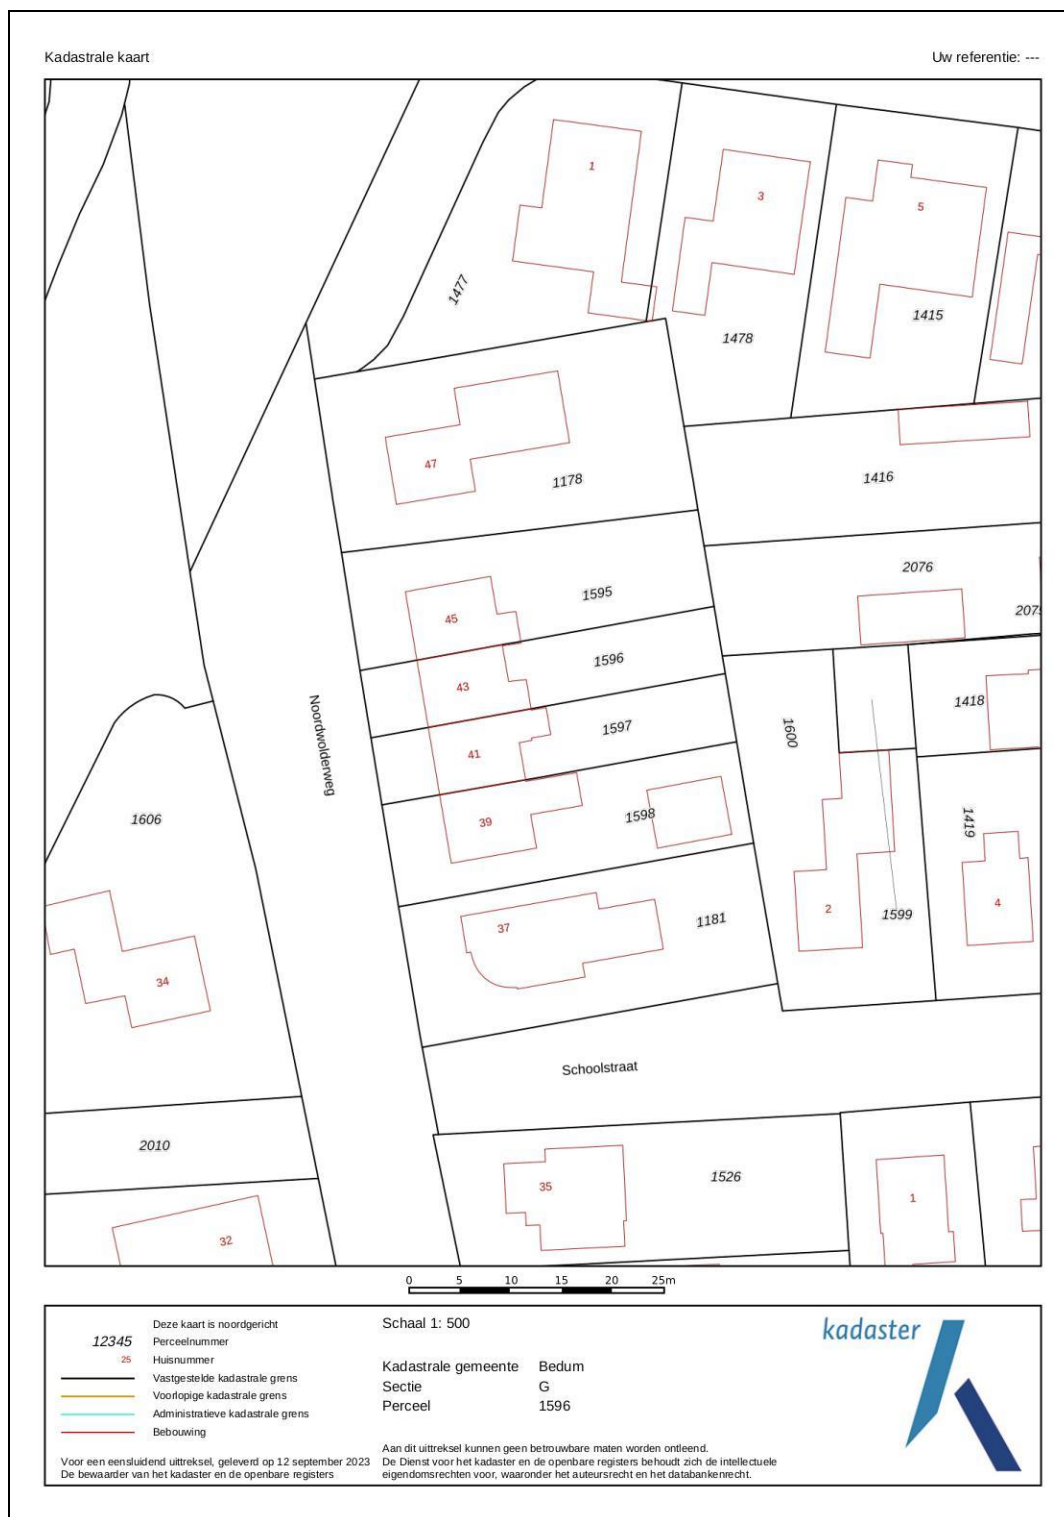 Kadastrale kaart
Uw referentie: ---
1
3
5
1477
1478
1415
47
1178
1416
2076
45
1595
43
1596
1418
Noordwolderweg
41
1597
1600
1606
39
1598
1419
37
1181
2
1599
4
34
Schoolstraat
2010
35
1526
1
32
0 5 10 15 20 25m
Deze kaart is noordgericht
12345 Perceelnummer
25 Huisnummer
Vastgestelde kadastrale grens
Voorlopige kadastrale grens
Administratieve kadastrale grens
Bebouwing
Voor een eensluidend uittreksel, geleverd op 12 september 2023
De bewaarder van het kadaster en de openbare registers
Schaal 1: 500
Kadastrale gemeente Bedum
Sectie G
Perceel 1596
Aan dit uittreksel kunnen geen betrouwbare maten worden ontleend.
De Dienst voor het kadaster en de openbare registers behoudt zich de intellectuele
eigendomsrechten voor, waaronder het auteursrecht en het databankenrecht.
kadaster